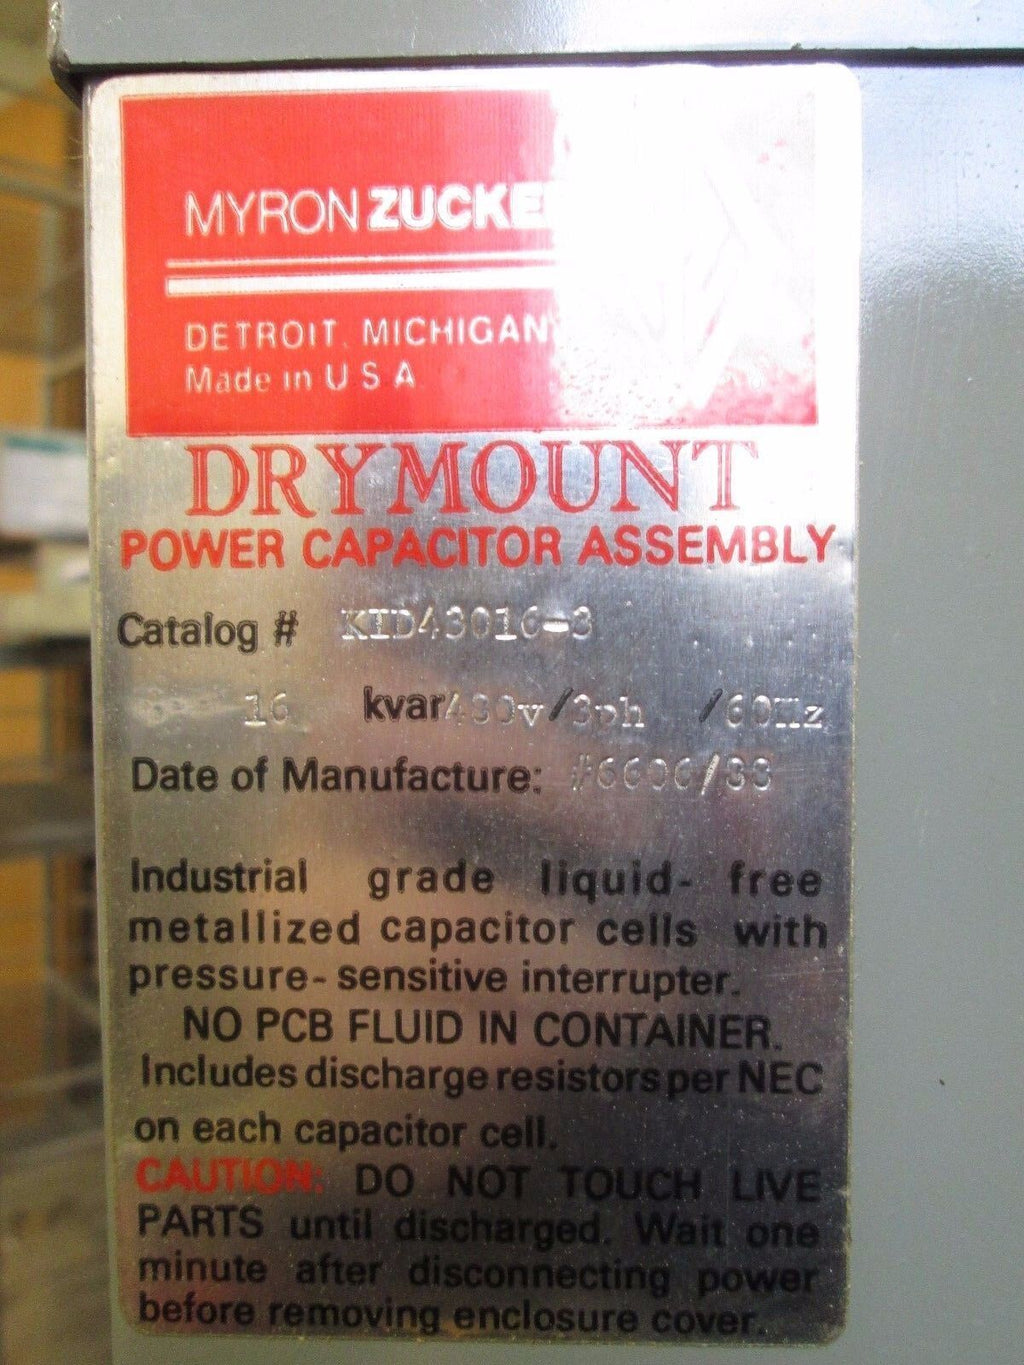 MYRON ZUCKE
DETROIT, MICHIGAN
Made in U S A
DRYMOUNT
POWER CAPACITOR ASSEMBLY
Catalog #
16 kvar 480v/3ph /60Hz
Date of Manufacture:
Industrial grade liquid- free
metallized capacitor cells with
pressure- sensitive interrupter.
NO PCB FLUID IN CONTAINER.
Includes discharge resistors per NEC
on each capacitor cell.
CAUTION: DO NOT TOUCH LIVE
PARTS until discharged. Wait one
minute after disconnecting power
before removing enclosure cover.